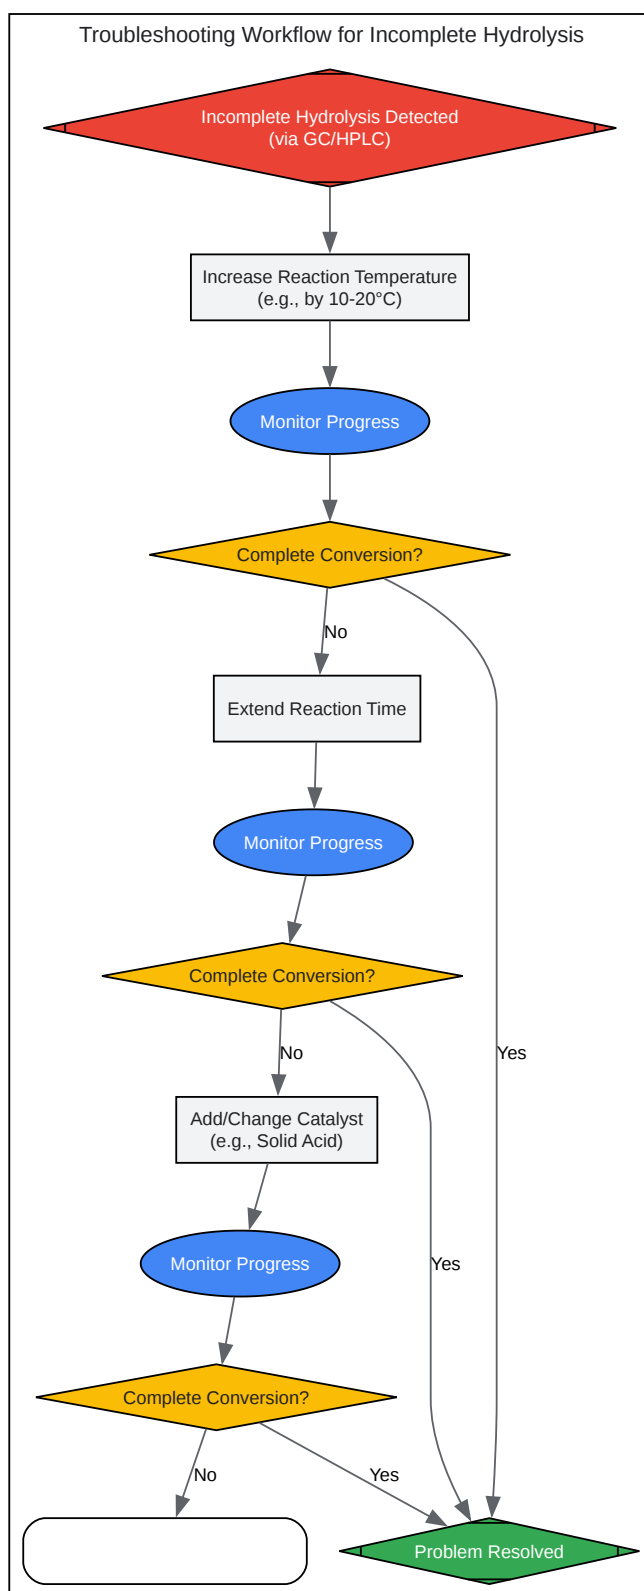 Troubleshooting Workflow for Incomplete Hydrolysis
Incomplete Hydrolysis Detected
(via GC/HPLC)
Increase Reaction Temperature
(e.g., by 10-20°C)
Monitor Progress
Complete Conversion?
No
Extend Reaction Time
Monitor Progress
Complete Conversion?
No
Yes
Add/Change Catalyst
(e.g., Solid Acid)
Monitor Progress
Yes
Complete Conversion?
No
Yes
Problem Resolved